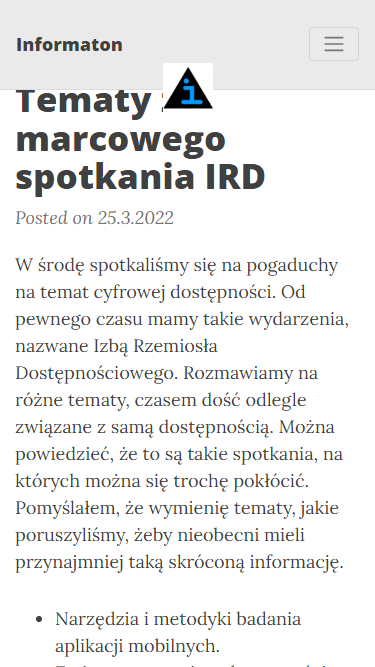 Informaton
Tematy
marcowego
spotkania IRD
Posted on 25.3.2022
W środę spotkaliśmy się na pogaduchy
na temat cyfrowej dostępności. Od
pewnego czasu mamy takie wydarzenia,
nazwane Izbą Rzemiosła
Dostępnościowego. Rozmawiamy na
różne tematy, czasem dość odlegle
związane z samą dostępnością. Można
powiedzieć, że to są takie spotkania, na
których można się trochę pokłócić.
Pomyślałem, że wymienię tematy, jakie
poruszyliśmy, żeby nieobecni mieli
przynajmniej taką skróconą informację.
• Narzędzia i metodyki badania
aplikacji mobilnych.